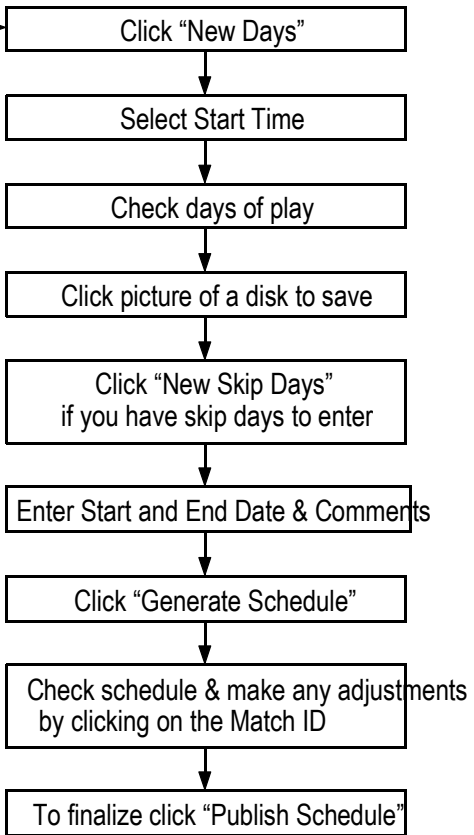 Click “New Days”
Select Start Time
Check days of play
Click picture of a disk to save
Click “New Skip Days”
if you have skip days to enter
Enter Start and End Date & Comments
Click “Generate Schedule”
Check schedule & make any adjustments
by clicking on the Match ID
To finalize click “Publish Schedule”